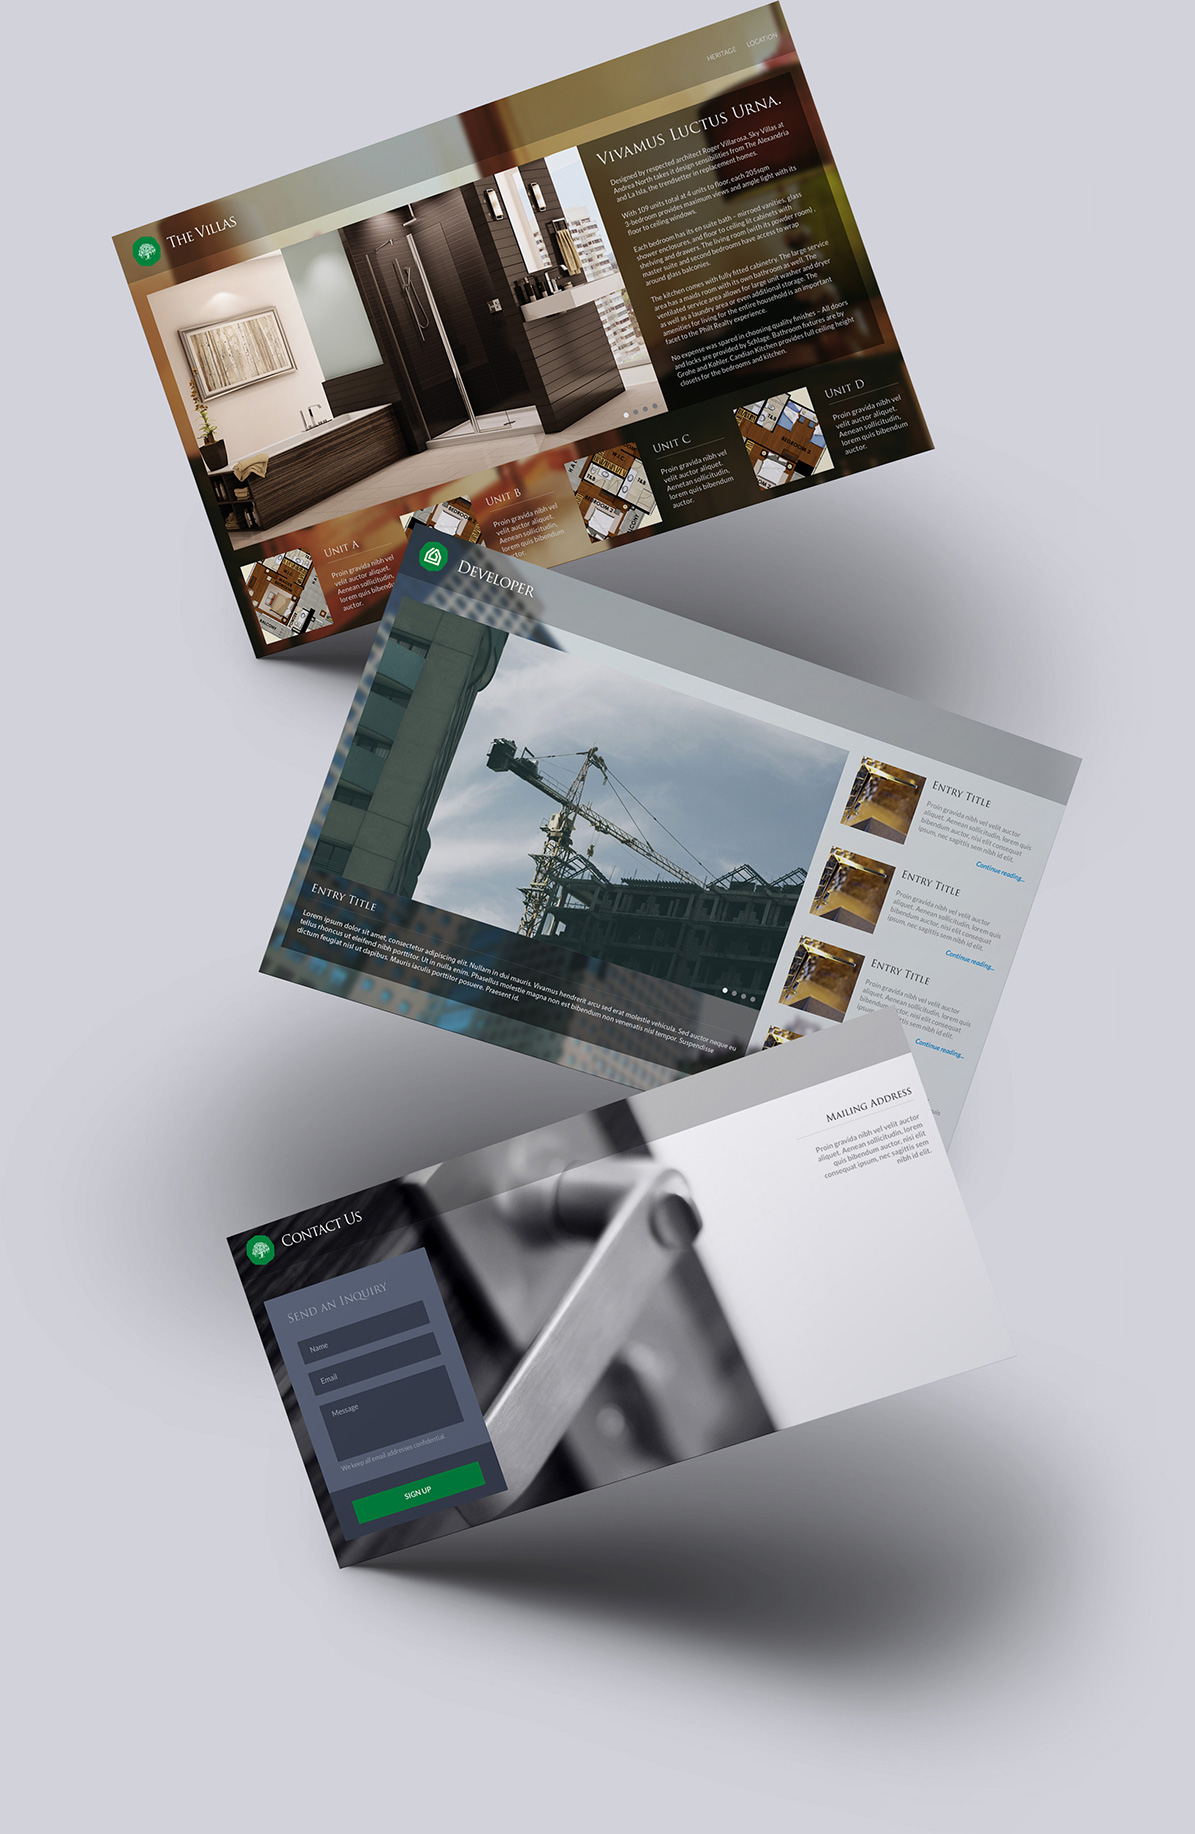 HERITAGE
LOCATION
THE VILLAS
VIVAMUS LUCTUS URNA.
Designed by respected architect Roger Villarosa, Sky Villas at
Andrea North takes it design sensibilities from The Alexandria
and La Isla, the trendsetter in replacement homes.
With 109 units total at 4 units to floor, each 205sqm
3-bedroom provides maximum views and ample light with its
floor to ceiling windows.
Each bedroom has its en suite bath – mirroed vanities, glass
shower enclosures, and floor to ceiling lit cabinets with
shelving and drawers. The living room (with its powder room) ,
master suite and second bedrooms have access to wrap
around glass balconies.
The kitchen comes with fully fitted cabinetry. The large service
area has a maids room with its own bathroom as well. The
ventilated service area allows for large unit washer and dryer
as well as a laundry area or even additional storage. The
amenities for living for the entire household is an important
facet to the Philt Realty experience.
No expense was spared in choosing quality finishes – All doors
and locks are provided by Schlage. Bathroom fixtures are by
Grohe and Kohler. Candian Kitchen provides full ceiling height
closets for the bedrooms and kitchen.
UNIT A
Proin gravida nibh vel
velit auctor aliquet.
Aenean sollicitudin,
lorem quis bibendu
auctor.
UNIT B
Proin gravida nibh vel
velit auctor aliquet.
Aenetan sollicitudin,
lorem quis bibendum
ctor.
UNIT C
Proin gravida nibh vel
velit auctor aliquet.
Aenean sollicitudin,
lorem quis bibendum
auctor.
UNIT D
Proin gravida nibh vel
velit auctor aliquet.
Aenean sollicitudin,
lorem quis bibendum
auctor.
BALCONY
BEDROOM 2
W.I.C.
T&B
BEDROOM 3
DEVELOPER
ENTRY TITLE
Lorem ipsum dolor sit amet, consectetur adipiscing elit. Nullam in dui mauris. Vivamus hendrerit arcu sed erat molestie vehicula. Sed auctor neque eu
tellus rhoncus ut eleifend nibh porttitor. Ut in nulla enim. Phasellus molestie magna non est bibendum non venenatis nisl tempor. Suspendisse
dictum feugiat nisl ut dapibus. Mauris iaculis porttitor posuere. Praesent id.
ENTRY TITLE
Proin gravida nibh vel velit auctor
aliquet. Aenean sollicitudin, lorem quis
bibendum auctor, nisi elit consequat
ipsum, nec sagittis sem nibh id elit.
Continue reading...
ENTRY TITLE
Proin gravida nibh vel velit auctor
aliquet. Aenean sollicitudin, lorem quis
bibendum auctor, nisi elit consequat
ipsum, nec sagittis sem nibh id elit.
Continue reading...
ENTRY TITLE
Proin gravida nibh vel velit auctor
aliquet. Aenean sollicitudin, lorem quis
bibendum auctor, nisi elit consequat
sagittis sem nibh id elit.
Continue reading...
CONTACT US
MAILING ADDRESS
Proin gravida nibh vel velit auctor
aliquet. Aenean sollicitudin, lorem
quis bibendum auctor, nisi elit
consequat ipsum, nec sagittis sem
nibh id elit.
SEND AN INQUIRY
Name
Email
Message
We keep all email addresses confidential.
SIGN UP